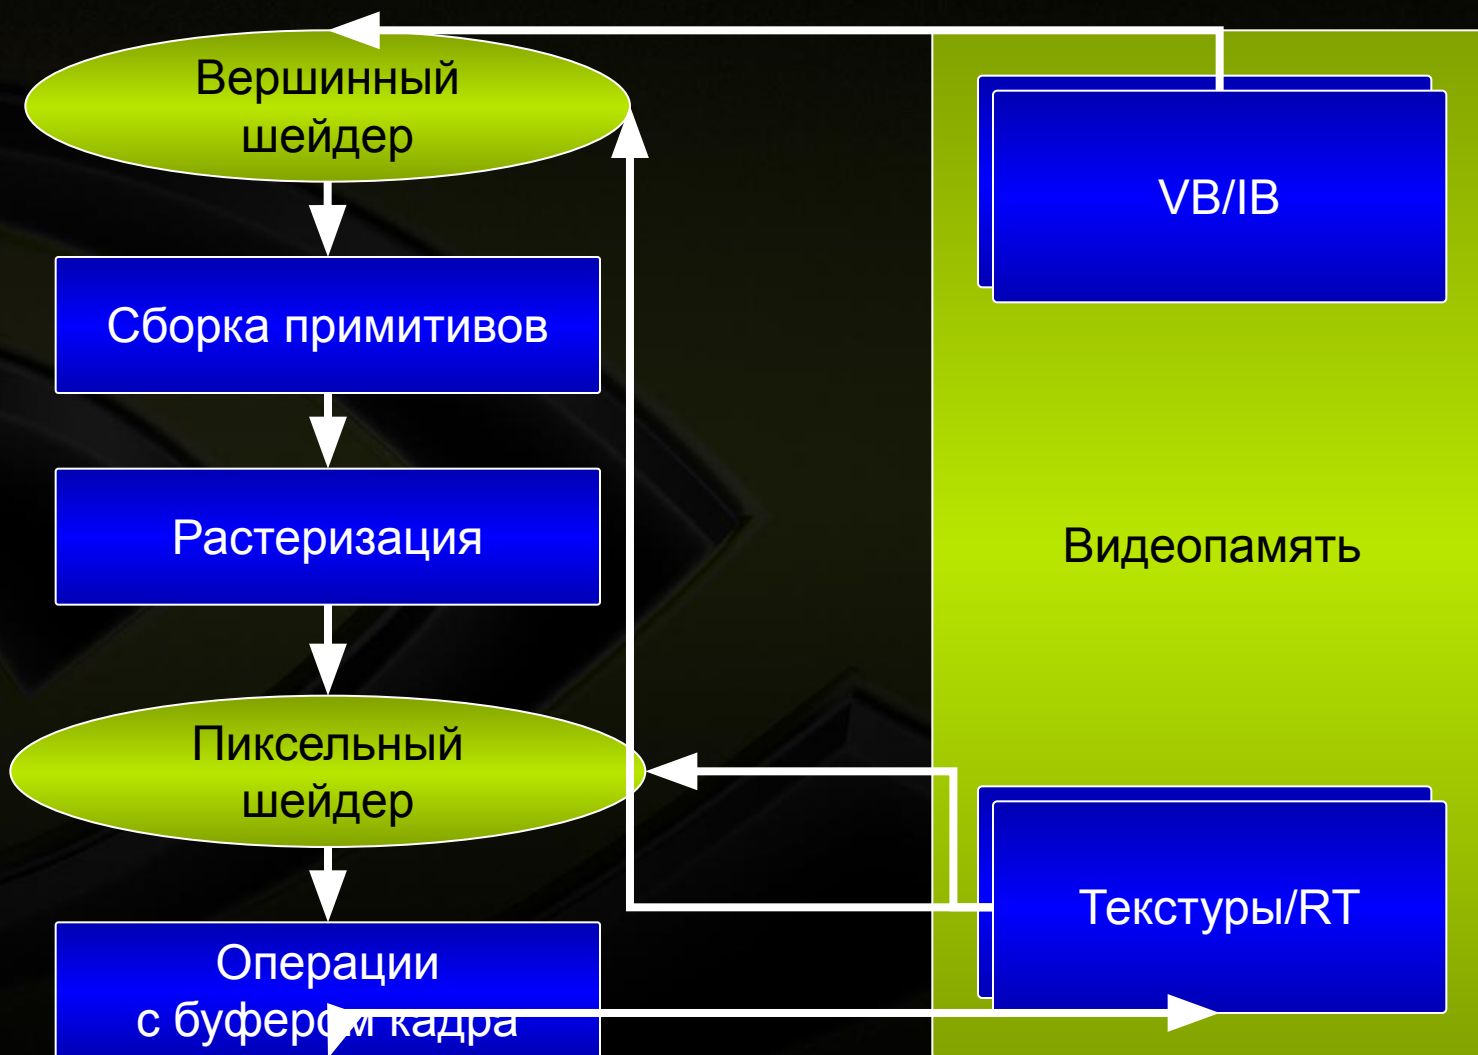 Вершинный
шейдер
Сборка примитивов
Растеризация
Пиксельный
шейдер
Операции
с буфером кадра
VB/IB
Видеопамять
Текстуры/RT